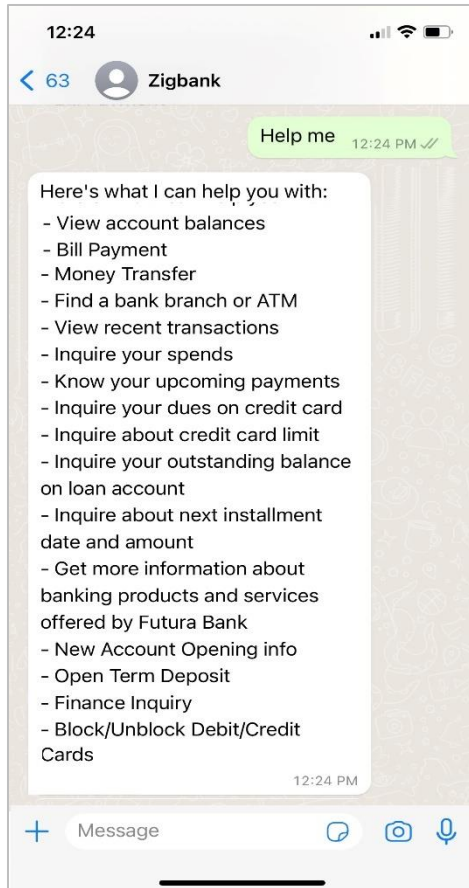 12:24
63 Zigbank
Help me 12:24 PM
Here's what I can help you with:
- View account balances
- Bill Payment
- Money Transfer
- Find a bank branch or ATM
- View recent transactions
- Inquire your spends
- Know your upcoming payments
- Inquire your dues on credit card
- Inquire about credit card limit
- Inquire your outstanding balance
on loan account
- Inquire about next installment
date and amount
- Get more information about
banking products and services
offered by Futura Bank
- New Account Opening info
- Open Term Deposit
- Finance Inquiry
- Block/Unblock Debit/Credit
Cards
12:24 PM
Message